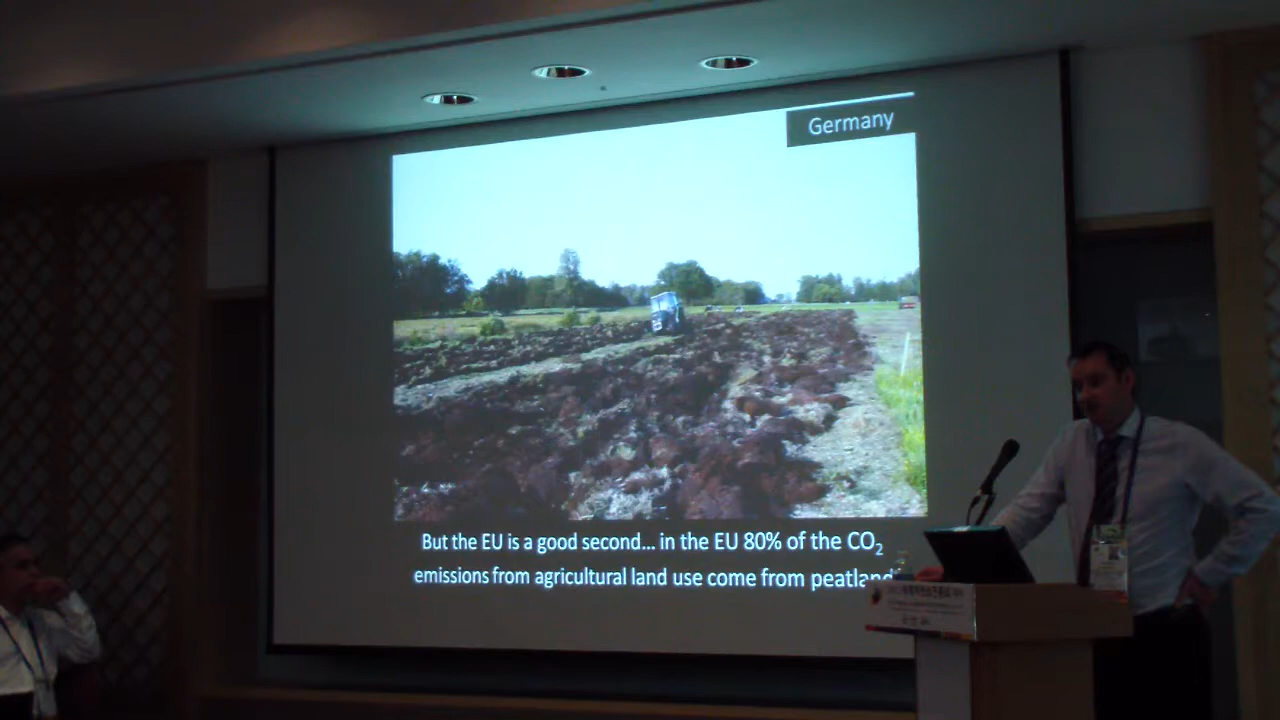 Germany
But the EU is a good second... in the EU 80% of the CO₂
emissions from agricultural land use come from peatland